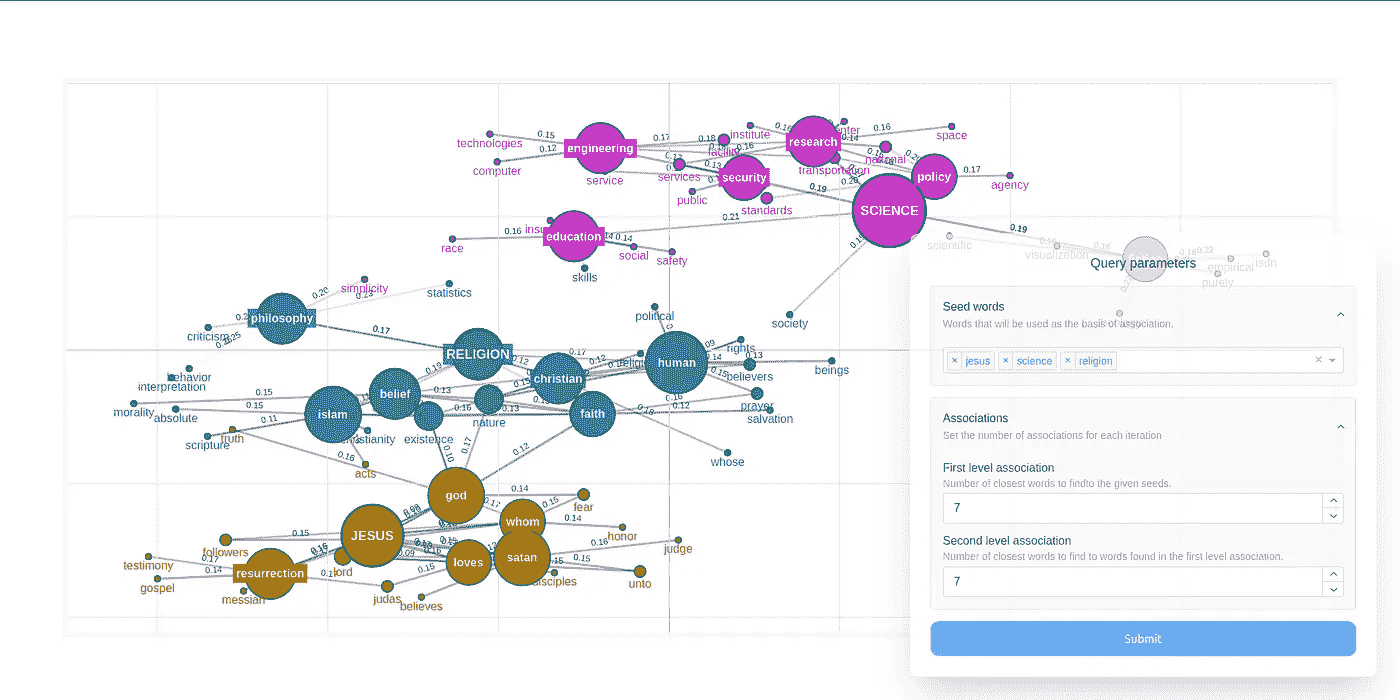 technologies
0.15
engineering
0.12
computer
service
0.17
0.18
institute
research
0.16
space
services
0.13
security
public
standards
transportation
national
policy
0.17
agency
0.19
SCIENCE
0.21
0.16
race
education
0.14
social
safety
skills
0.19
society
scientific
visualization
empirical
purely
0.20
simplicity
0.23
statistics
philosophy
criticism
0.17
political
RELIGION
0.17
0.12
human
rights
0.13
believers
beings
christian
0.19
belief
0.13
behavior
interpretation
0.15
morality
absolute
0.15
islam
0.11
scripture
truth
existence
0.16
nature
0.13
faith
0.16
0.12
prayer
salvation
whose
0.16
acts
0.10
0.17
0.12
god
0.14
fear
0.17
0.15
whom
0.14
honor
JESUS
0.15
followers
testimony
0.17
0.14
gospel
resurrection
messiah
lord
judas
believes
0.15
loves
satan
0.16
judge
0.15
disciples
unto
Query parameters
Seed words
Words that will be used as the basis of association.
× jesus × science × religion ×
Associations
Set the number of associations for each iteration
First level association
Number of closest words to findto the given seeds.
7
Second level association
Number of closest words to find to words found in the first level association.
7
Submit